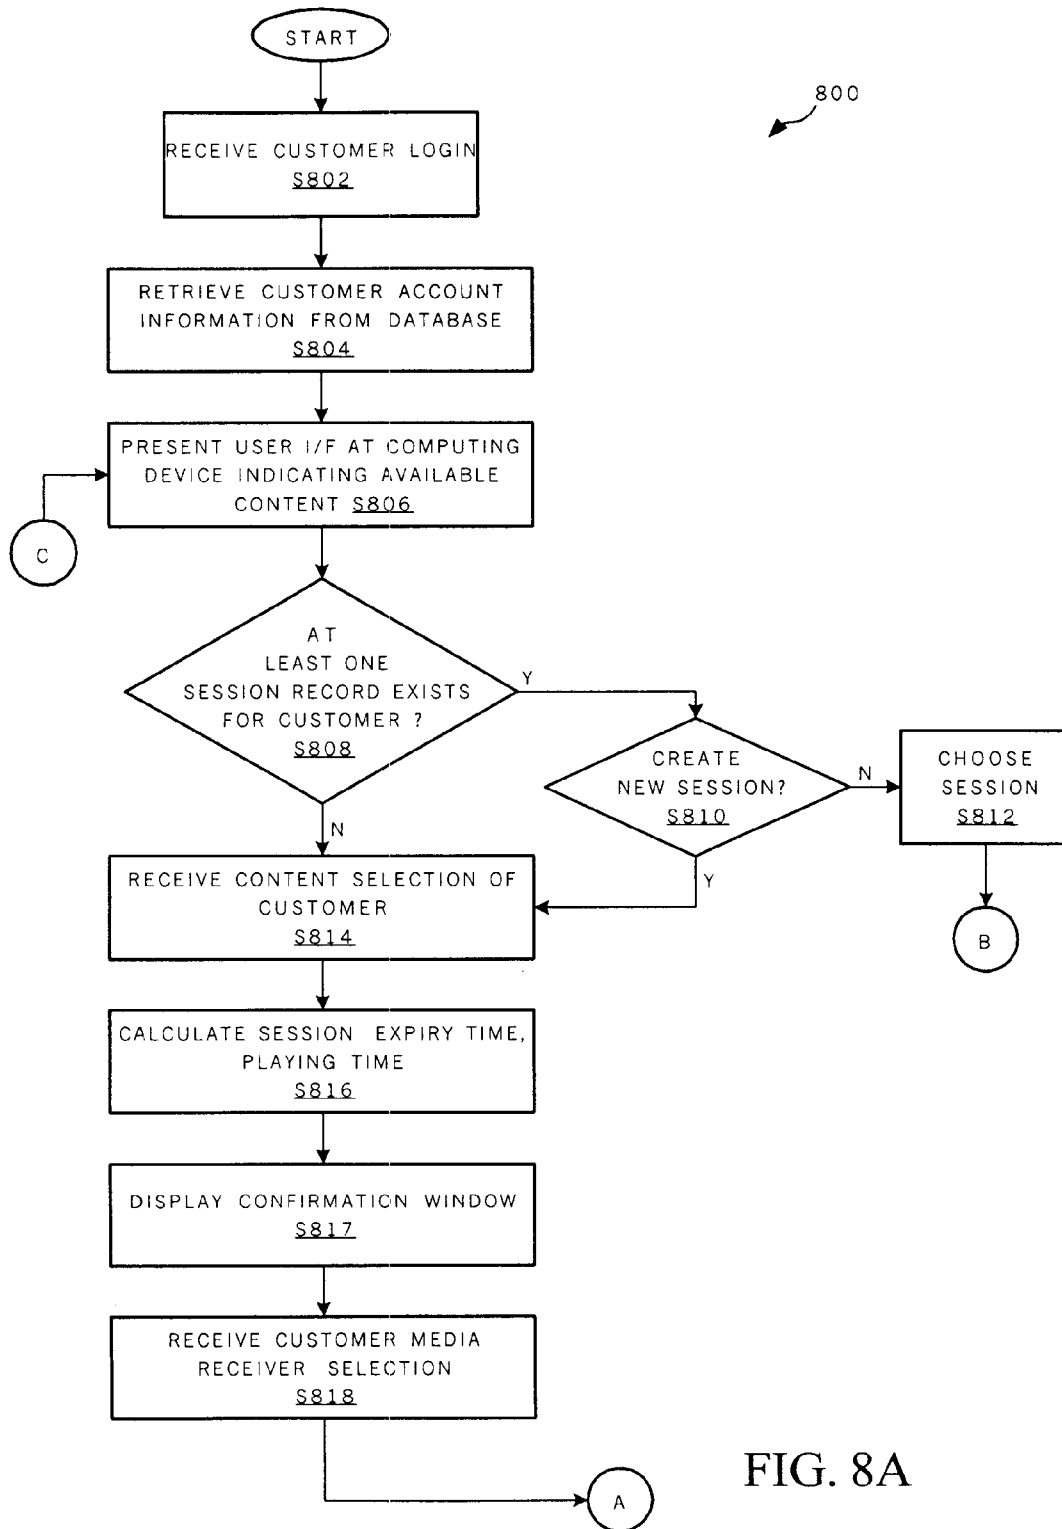 START
800
RECEIVE CUSTOMER LOGIN
S802
RETRIEVE CUSTOMER ACCOUNT
INFORMATION FROM DATABASE
S804
PRESENT USER I/F AT COMPUTING
DEVICE INDICATING AVAILABLE
CONTENT S806
C
AT
LEAST ONE
SESSION RECORD EXISTS
FOR CUSTOMER ?
S808
Y
N
CREATE
NEW SESSION?
S810
N
Y
CHOOSE
SESSION
S812
B
RECEIVE CONTENT SELECTION OF
CUSTOMER
S814
CALCULATE SESSION EXPIRY TIME,
PLAYING TIME
S816
DISPLAY CONFIRMATION WINDOW
S817
RECEIVE CUSTOMER MEDIA
RECEIVER SELECTION
S818
A
FIG. 8A